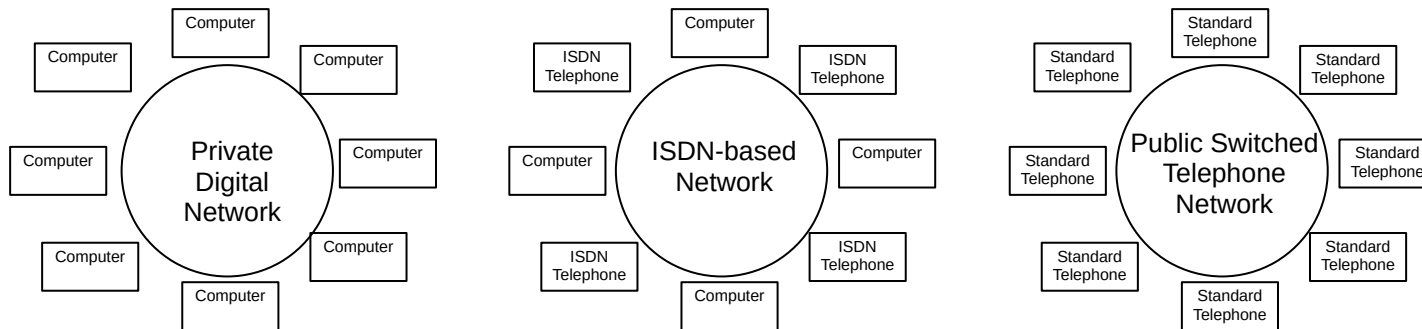 Computer
Computer
Computer
Computer
Computer
Computer
Computer
Computer
Private
Digital
Network
Computer
ISDN
Telephone
ISDN
Telephone
Computer
Computer
ISDN
Telephone
ISDN
Telephone
Computer
ISDN-based
Network
Standard
Telephone
Standard
Telephone
Standard
Telephone
Standard
Telephone
Standard
Telephone
Standard
Telephone
Standard
Telephone
Standard
Telephone
Public Switched
Telephone
Network